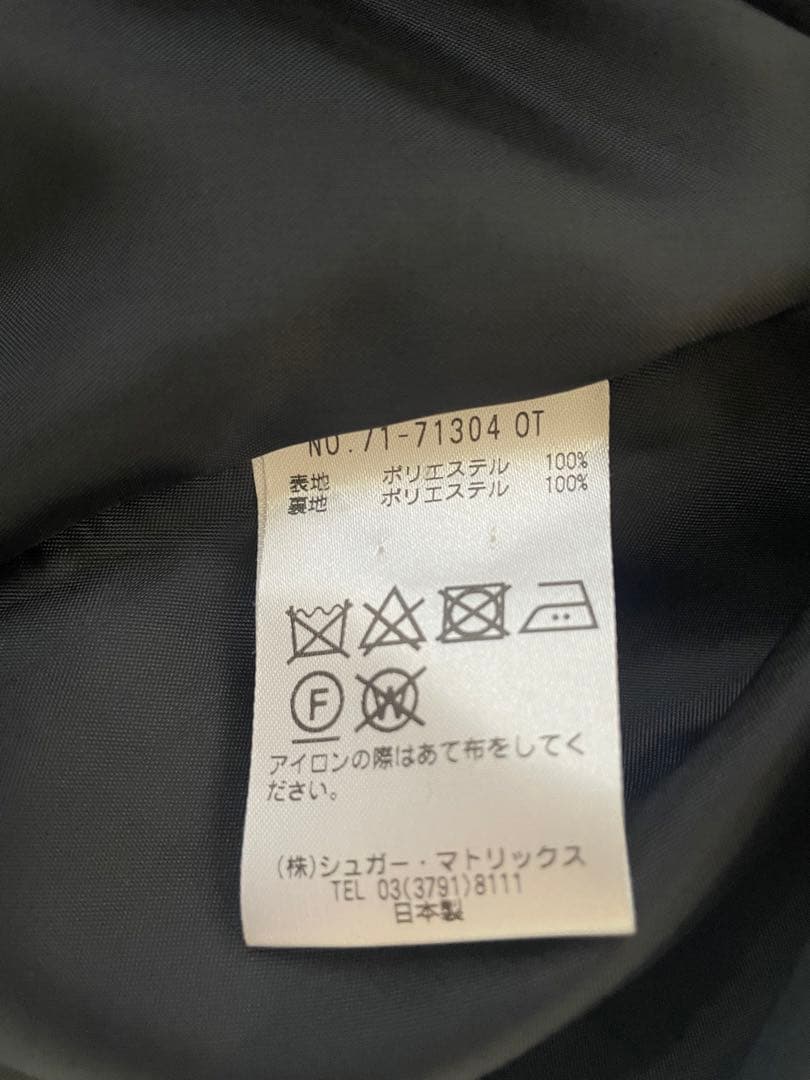 NO.71-71304 OT
表地 ポリエステル 100%
裏地 ポリエステル 100%
F W
アイロンの際はあて布をしてく
ださい。
(株)シュガー・マトリックス
TEL 03(3791)8111
日本製